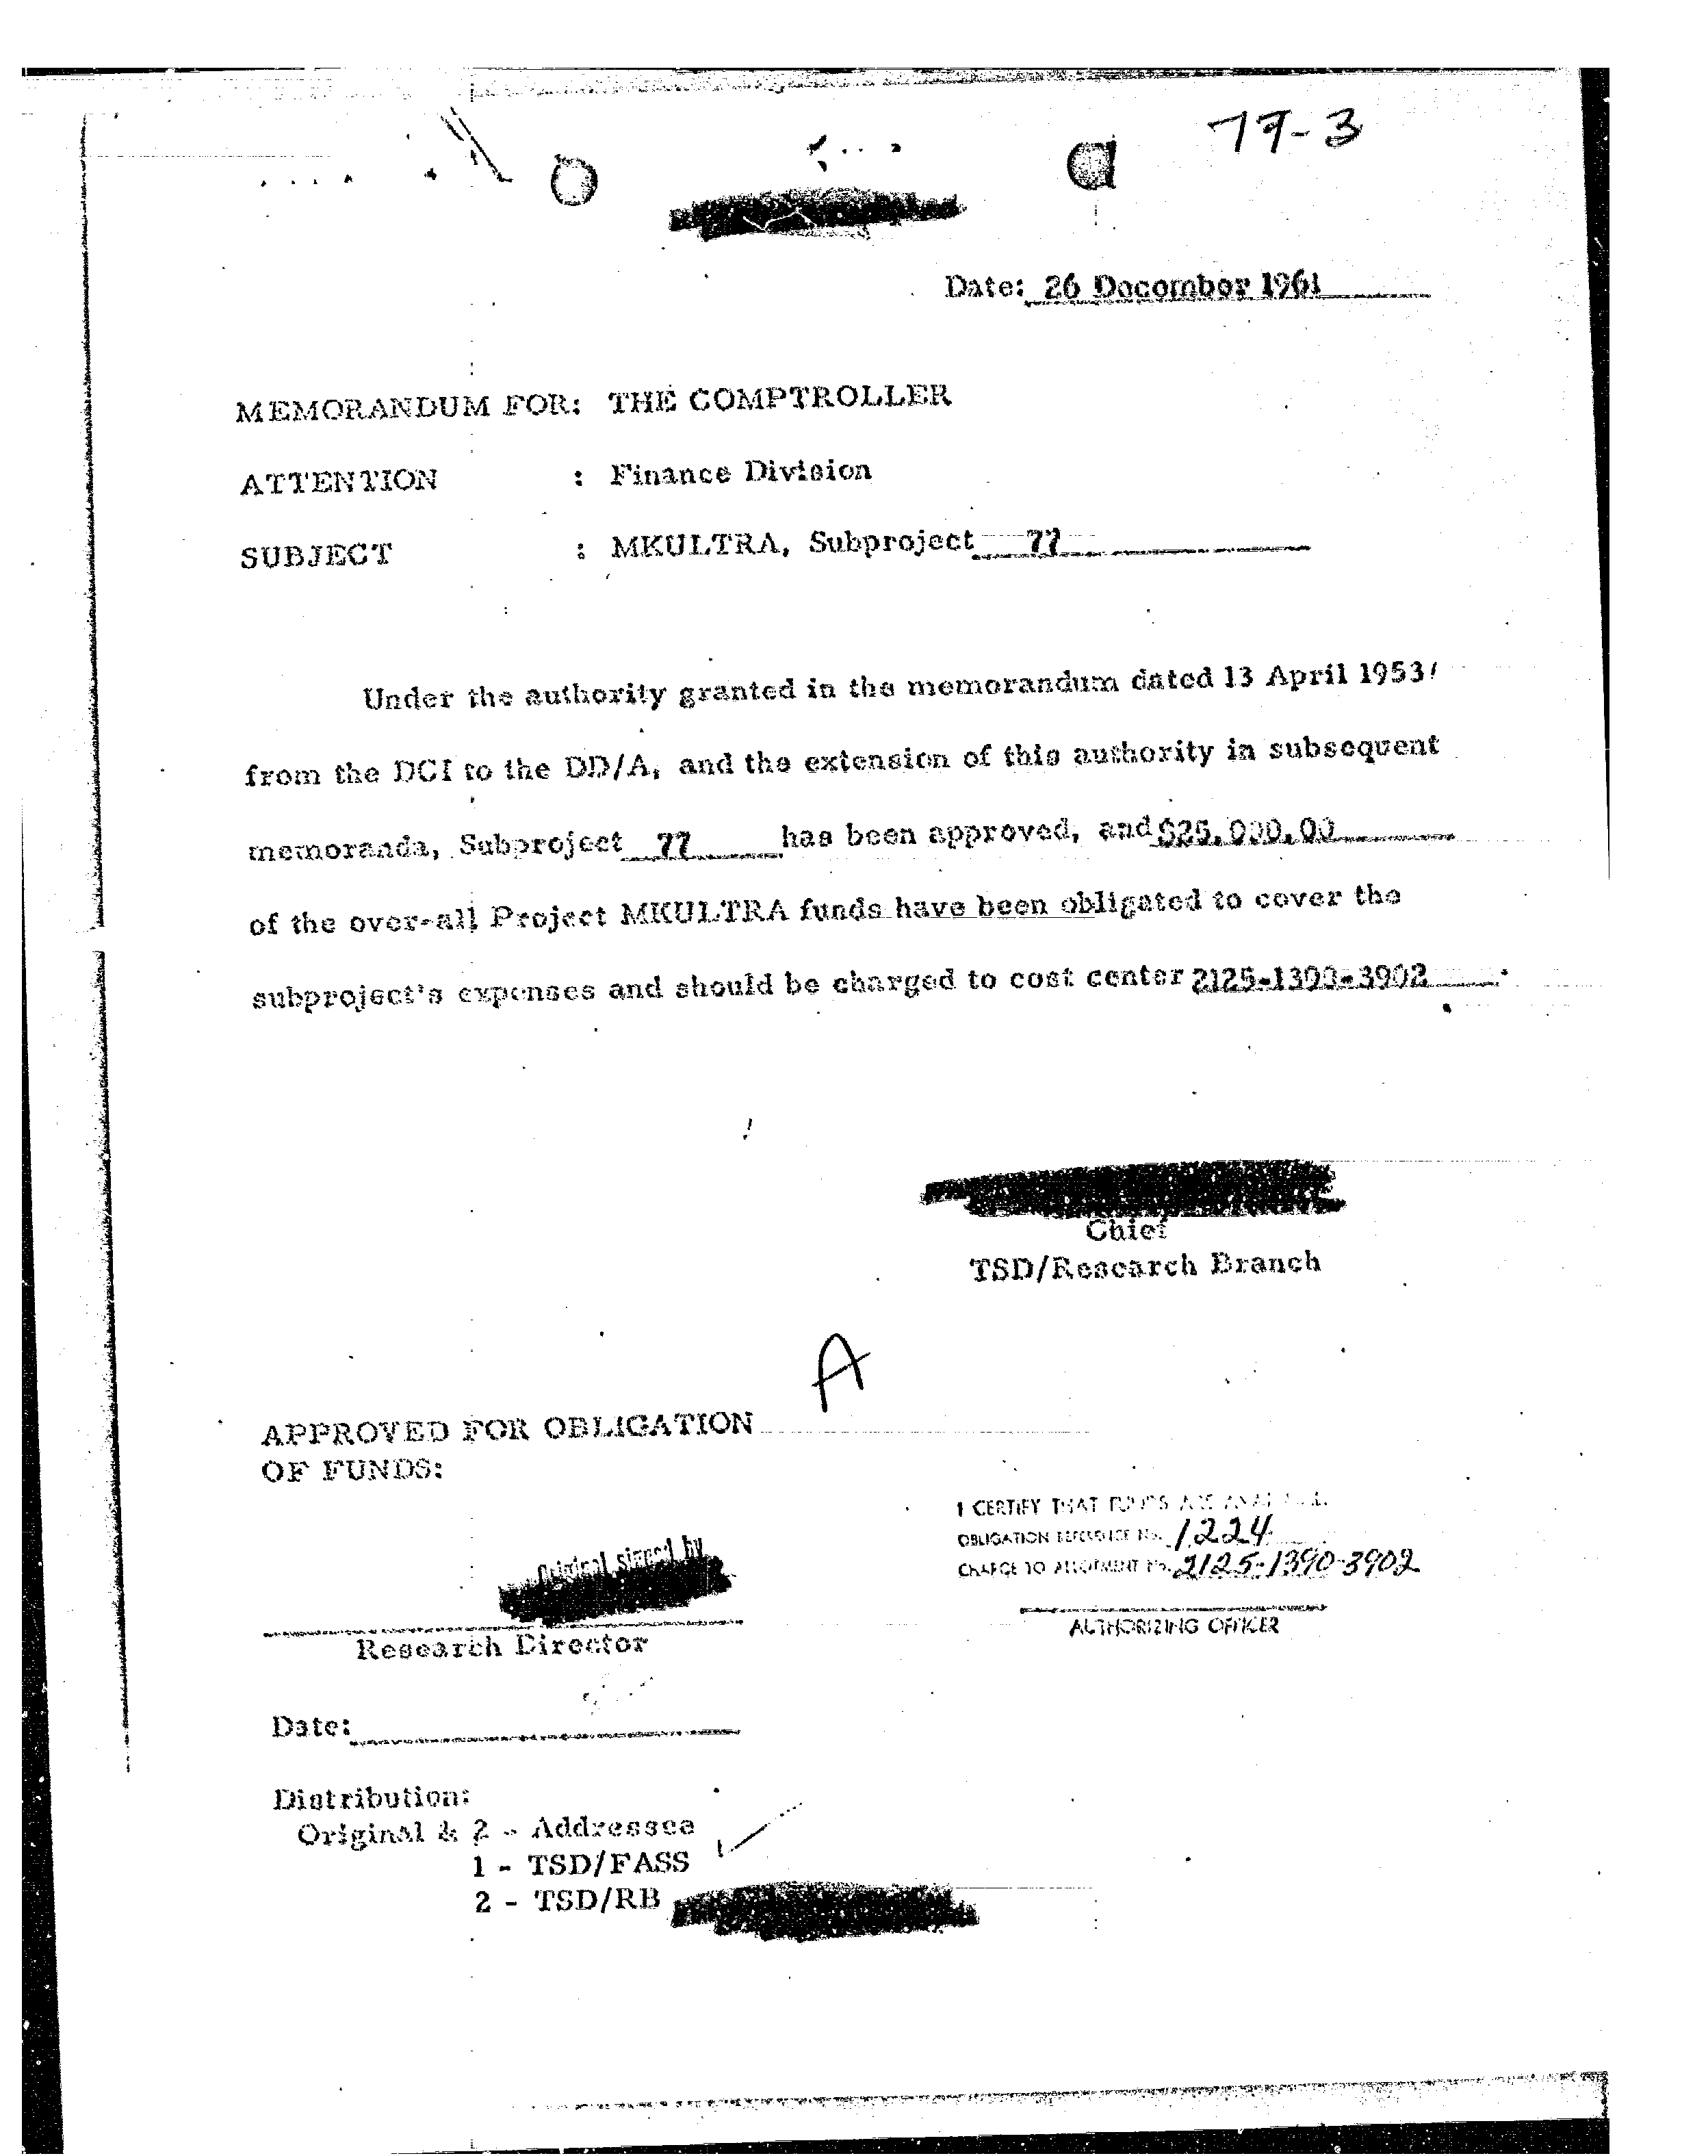 77-3
Date: 26 December 1961
MEMORANDUM FOR: THE COMPTROLLER
ATTENTION : Finance Division
SUBJECT : MKULTRA, Subproject 77
Under the authority granted in the memorandum dated 13 April 1953
from the DCI to the DD/A, and the extension of this authority in subsequent
memoranda, Subproject 77 has been approved, and $25,000.00
of the over-all Project MKULTRA funds have been obligated to cover the
subproject's expenses and should be charged to cost center 2125-1390-3902.
Chief
TSD/Research Branch
A
APPROVED FOR OBLIGATION
OF FUNDS:
I CERTIFY THAT FUNDS ARE
OBLIGATION REFERENCE No. 1224
CHARGE TO ALLOTMENT No. 2125-1390-3902
AUTHORIZING OFFICER
Original signed by
Research Director
Date:
Distribution:
Original & 2 - Addressee
1 - TSD/FASS
2 - TSD/RB